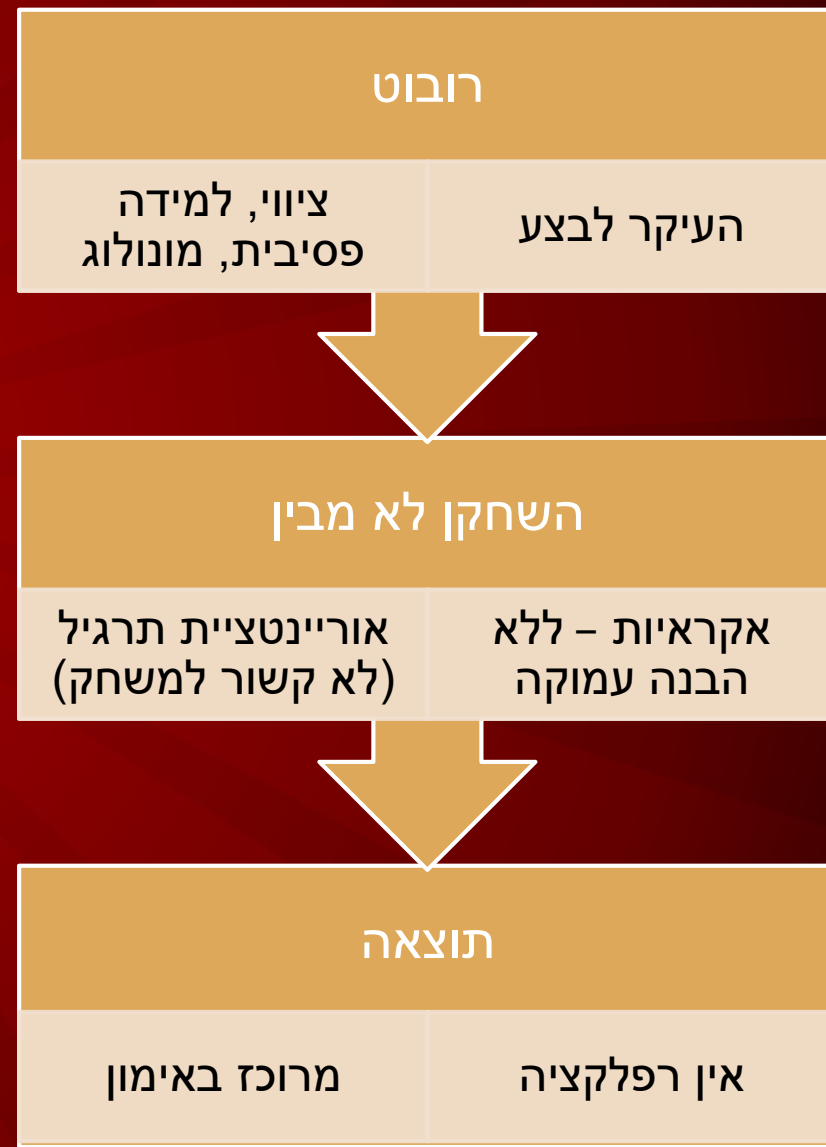 רובוט
העיקר לבצע
ציווי, למידה
פסיבית, מונולוג
השחקן לא מבין
אקראיות – ללא
הבנה עמוקה
אוריינטציית תרגיל
(לא קשור למשחק)
תוצאה
אין רפלקציה
מרוכז באימון